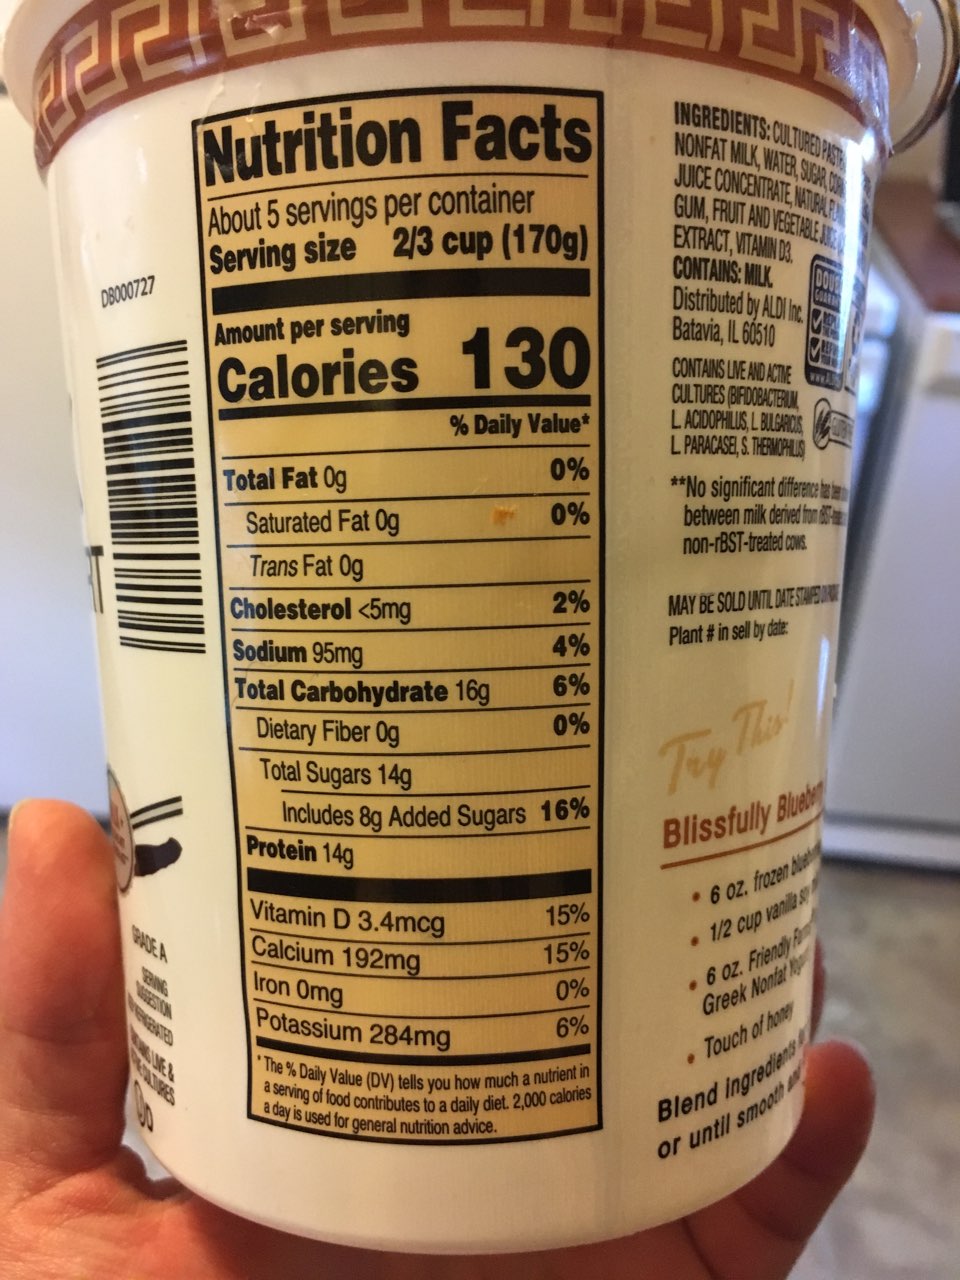 Nutrition Facts
About 5 servings per container
Serving size 2/3 cup (170g)
Amount per serving
Calories 130
% Daily Value*
Total Fat 0g 0%
Saturated Fat 0g 0%
Trans Fat 0g
Cholesterol <5mg 2%
Sodium 95mg 4%
Total Carbohydrate 16g 6%
Dietary Fiber 0g 0%
Total Sugars 14g
Includes 8g Added Sugars 16%
Protein 14g
Vitamin D 3.4mcg 15%
Calcium 192mg 15%
Iron 0mg 0%
Potassium 284mg 6%
*The % Daily Value (DV) tells you how much a nutrient in
a serving of food contributes to a daily diet. 2,000 calories
a day is used for general nutrition advice.
DB000727
GRADE A
SERVING
SUGGESTION
INGREDIENTS: CULTURED
NONFAT MILK, WATER, SUGAR,
JUICE CONCENTRATE, NATURAL
GUM, FRUIT AND VEGETABLE
EXTRACT, VITAMIN D3.
CONTAINS: MILK.
Distributed by ALDI Inc.
Batavia, IL 60510
CONTAINS LIVE AND ACTIVE
CULTURES (BIFIDOBACTERIUM,
L. ACIDOPHILUS, L. BULGARICUS,
L. PARACASEI, S. THERMOPHILUS)
**No significant difference has
between milk derived from
non-rBST-treated cows.
MAY BE SOLD UNTIL DATE STAMPED
Plant # in sell by date:
Try This!
Blissfully
• 6 oz. frozen
• 1/2 cup vanilla
• 6 oz. Friendly
Greek Nonfat
• Touch of honey
Blend ingredients
or until smooth